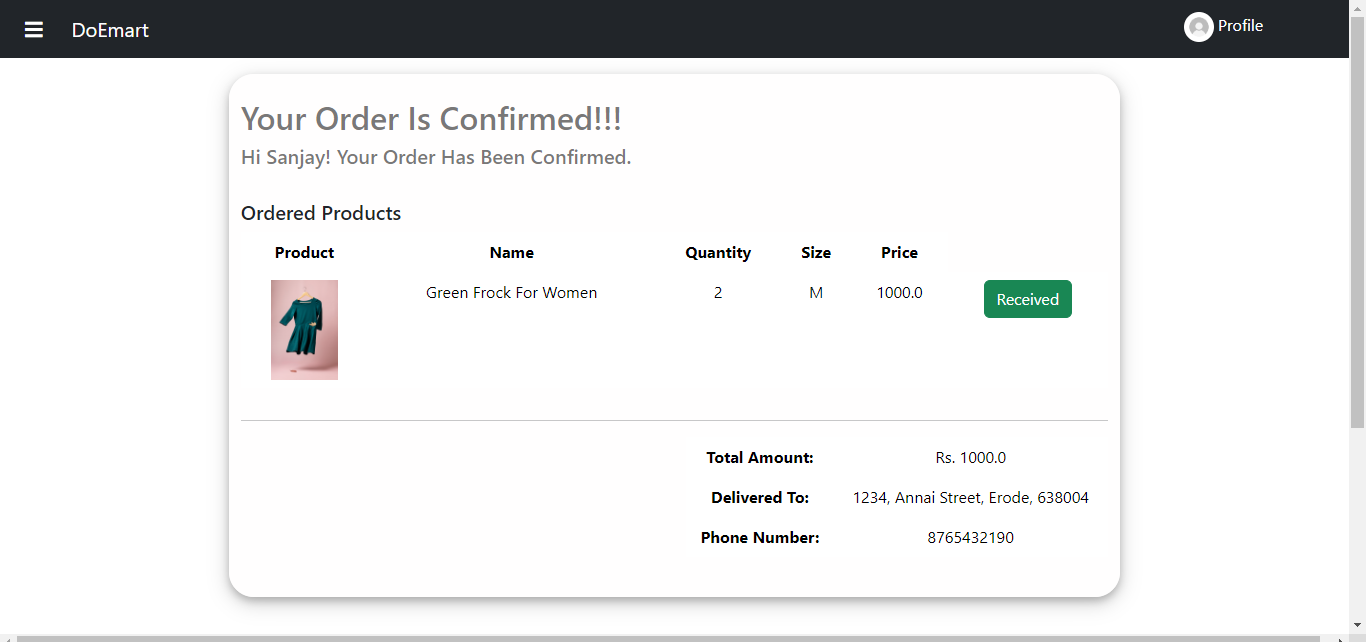 DoEmart
Profile
Your Order Is Confirmed!!!
Hi Sanjay! Your Order Has Been Confirmed.
Ordered Products
Product Name Quantity Size Price
Green Frock For Women 2 M 1000.0 Received
Total Amount: Rs. 1000.0
Delivered To: 1234, Annai Street, Erode, 638004
Phone Number: 8765432190